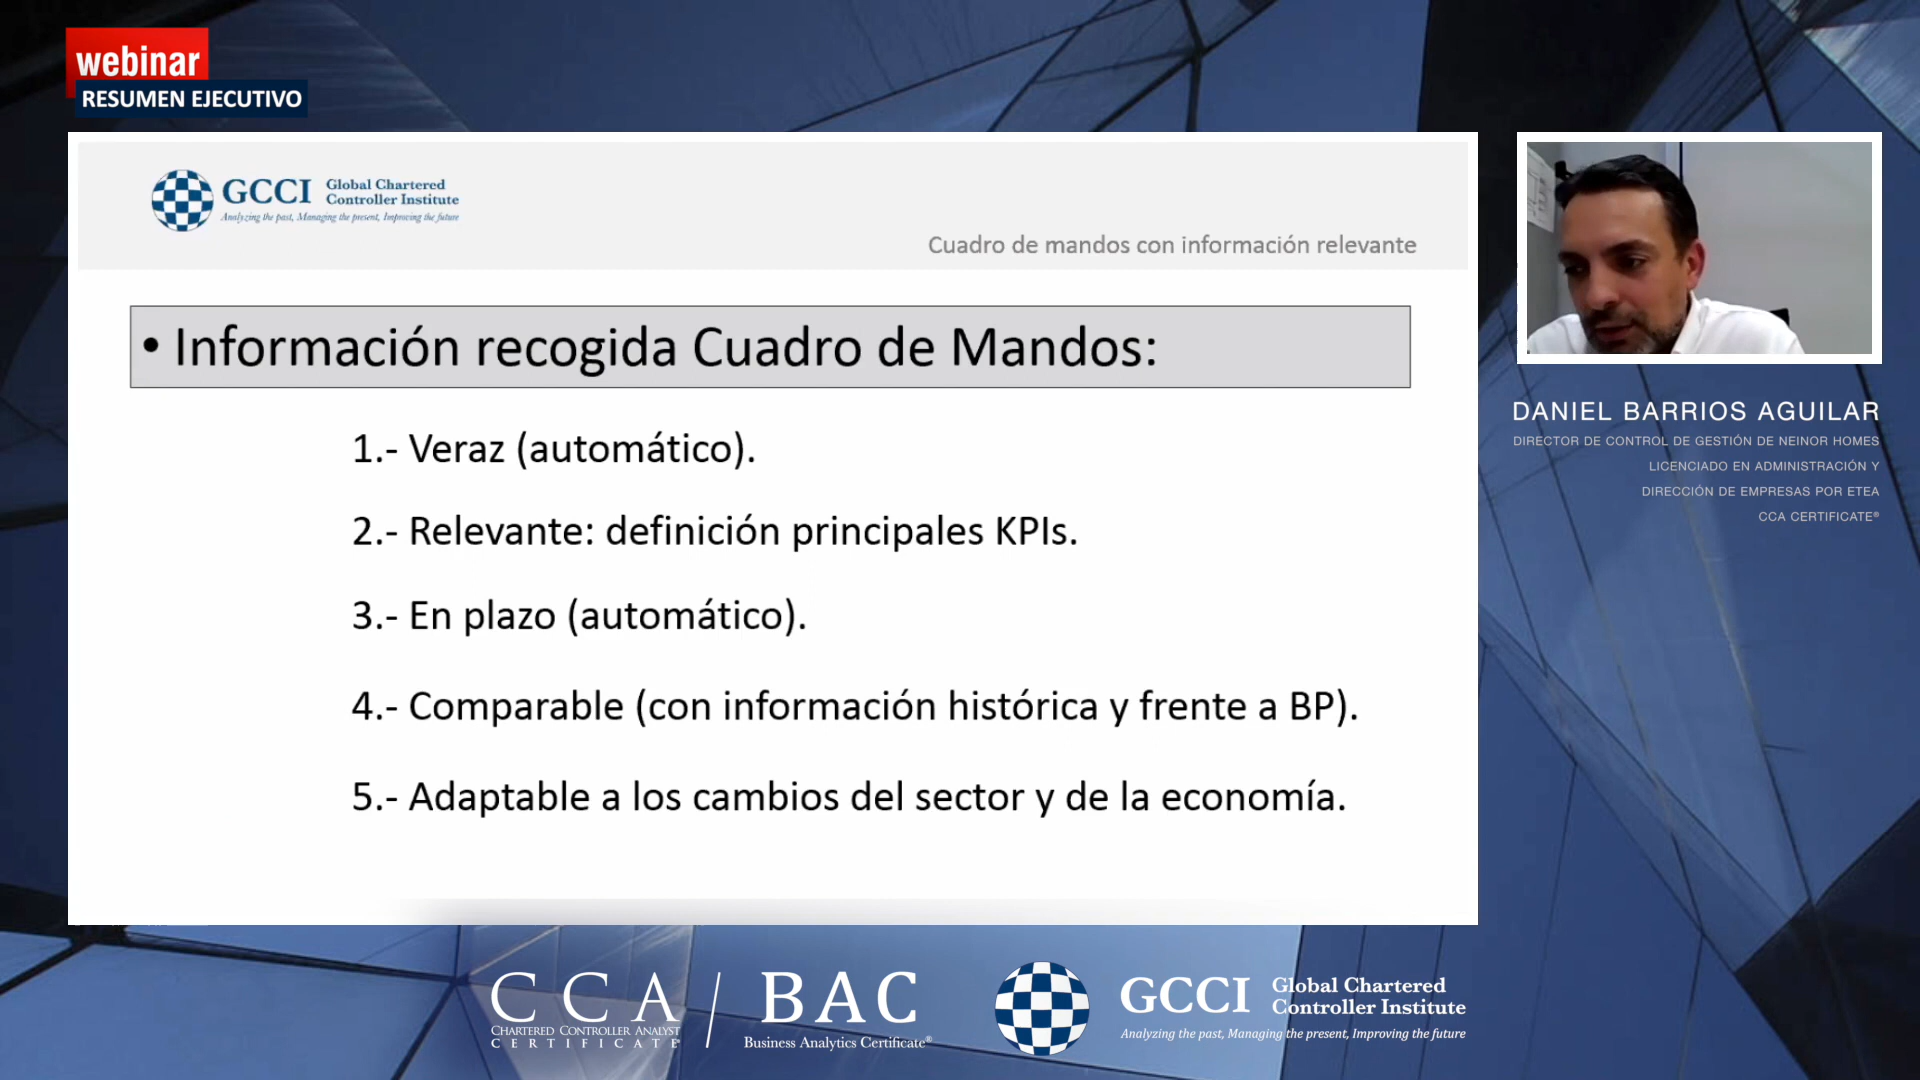 webinar
RESUMEN EJECUTIVO
GCCI
Global Chartered
Controller Institute
Analyzing the past, Managing the present, Improving the future
Cuadro de mandos con información relevante
• Información recogida Cuadro de Mandos:
1.- Veraz (automático).
2.- Relevante: definición principales KPIs.
3.- En plazo (automático).
4.- Comparable (con información histórica y frente a BP).
5.- Adaptable a los cambios del sector y de la economía.
DANIEL BARRIOS AGUILAR
DIRECTOR DE CONTROL DE GESTIÓN DE NEINOR HOMES
LICENCIADO EN ADMINISTRACIÓN Y
DIRECCIÓN DE EMPRESAS POR ETEA
CCA CERTIFICATE®
CCA
CHARTERED CONTROLLER ANALYST
CERTIFICATE®
BAC
Business Analytics Certificate®
GCCI
Global Chartered
Controller Institute
Analyzing the past, Managing the present, Improving the future